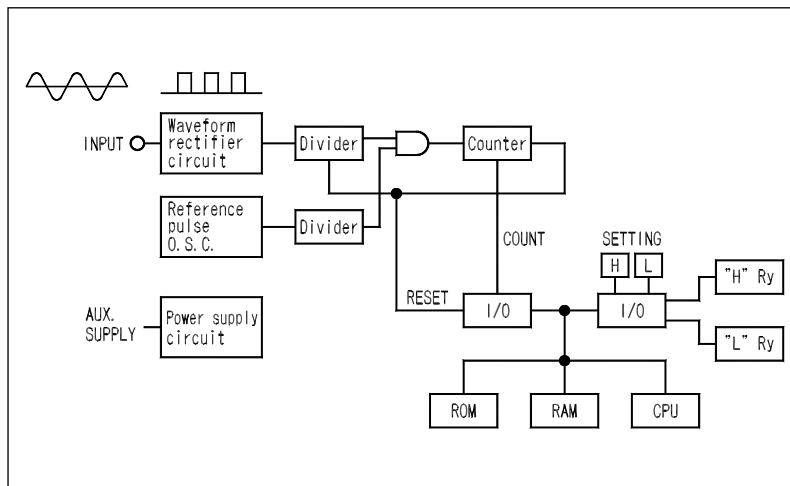 INPUT
Waveform
rectifier
circuit
Divider
Counter
Reference
pulse
O.S.C.
Divider
COUNT
SETTING
H L
"H" Ry
RESET
I/O
I/O
"L" Ry
AUX.
SUPPLY
Power supply
circuit
ROM
RAM
CPU